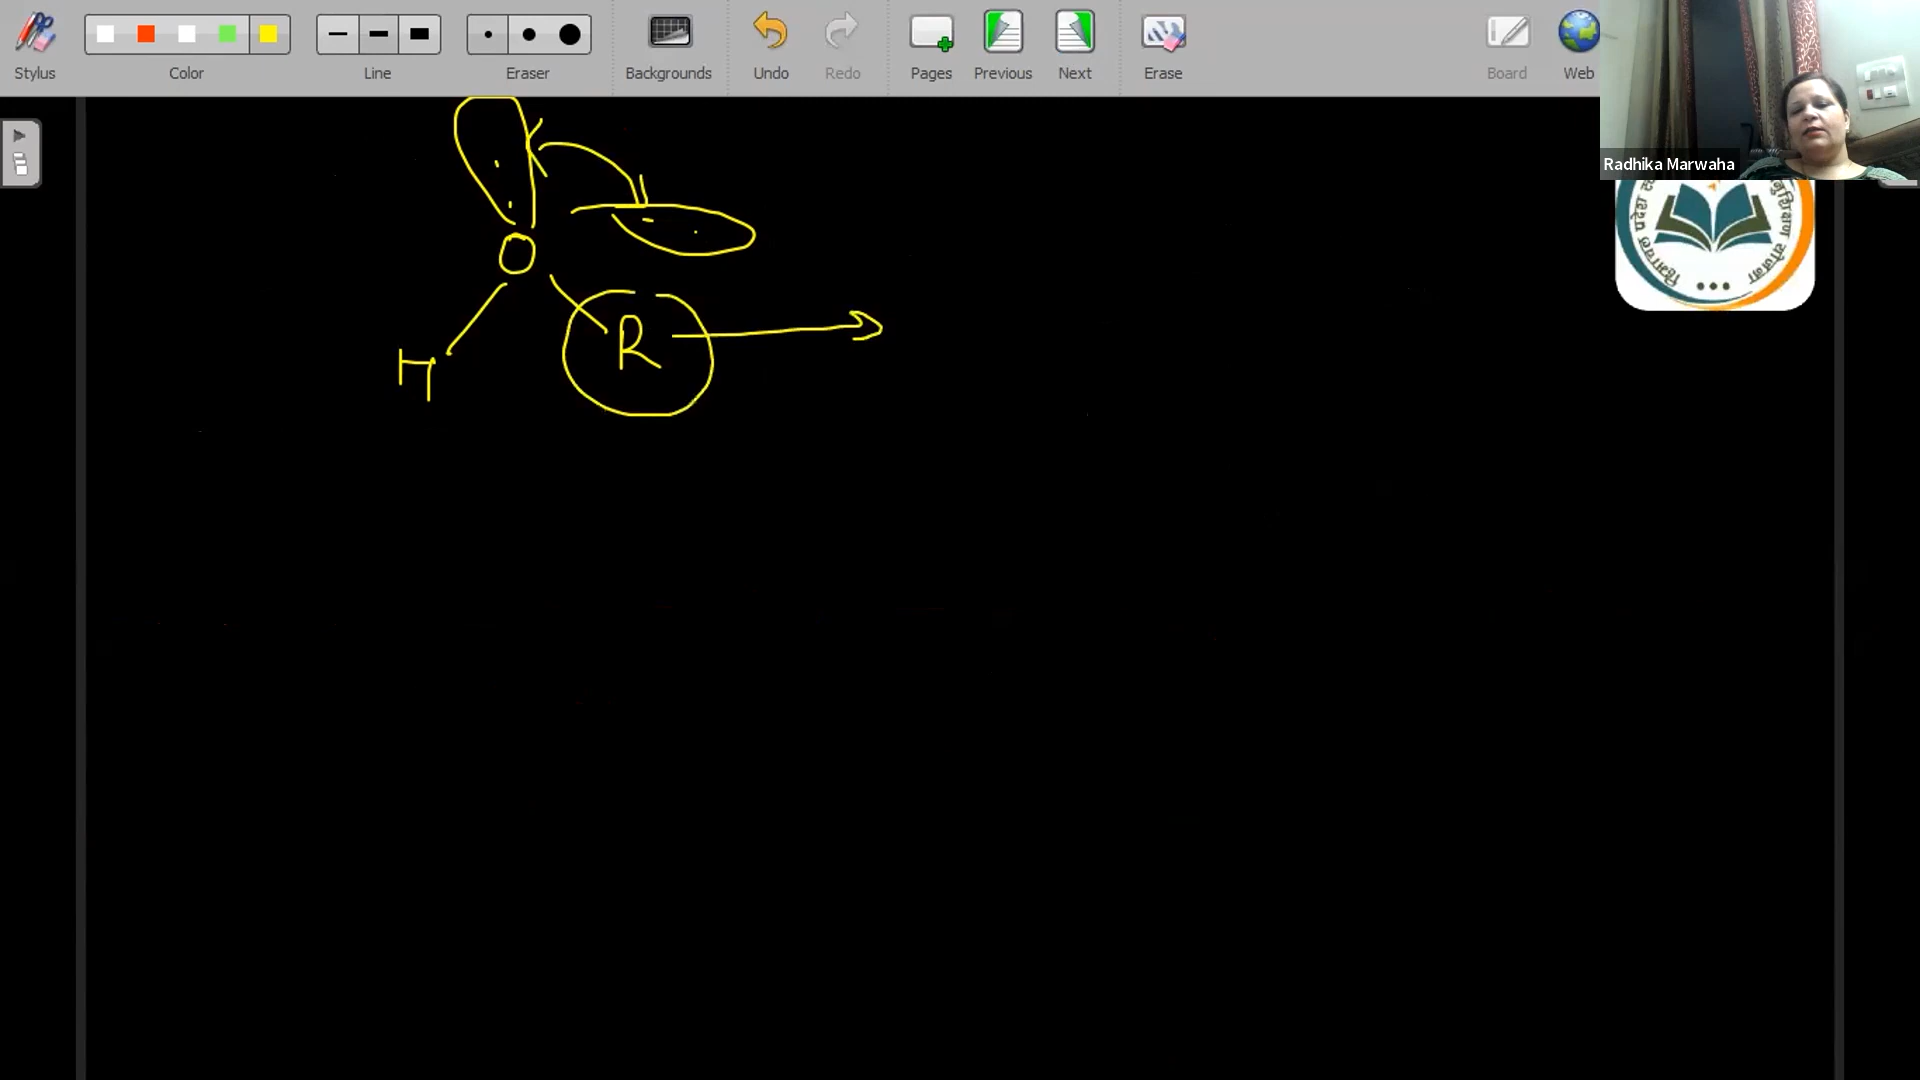 Stylus Color Line Eraser Backgrounds Undo Redo Pages Previous Next Erase Board Web
Radhika Marwaha
O
R
H